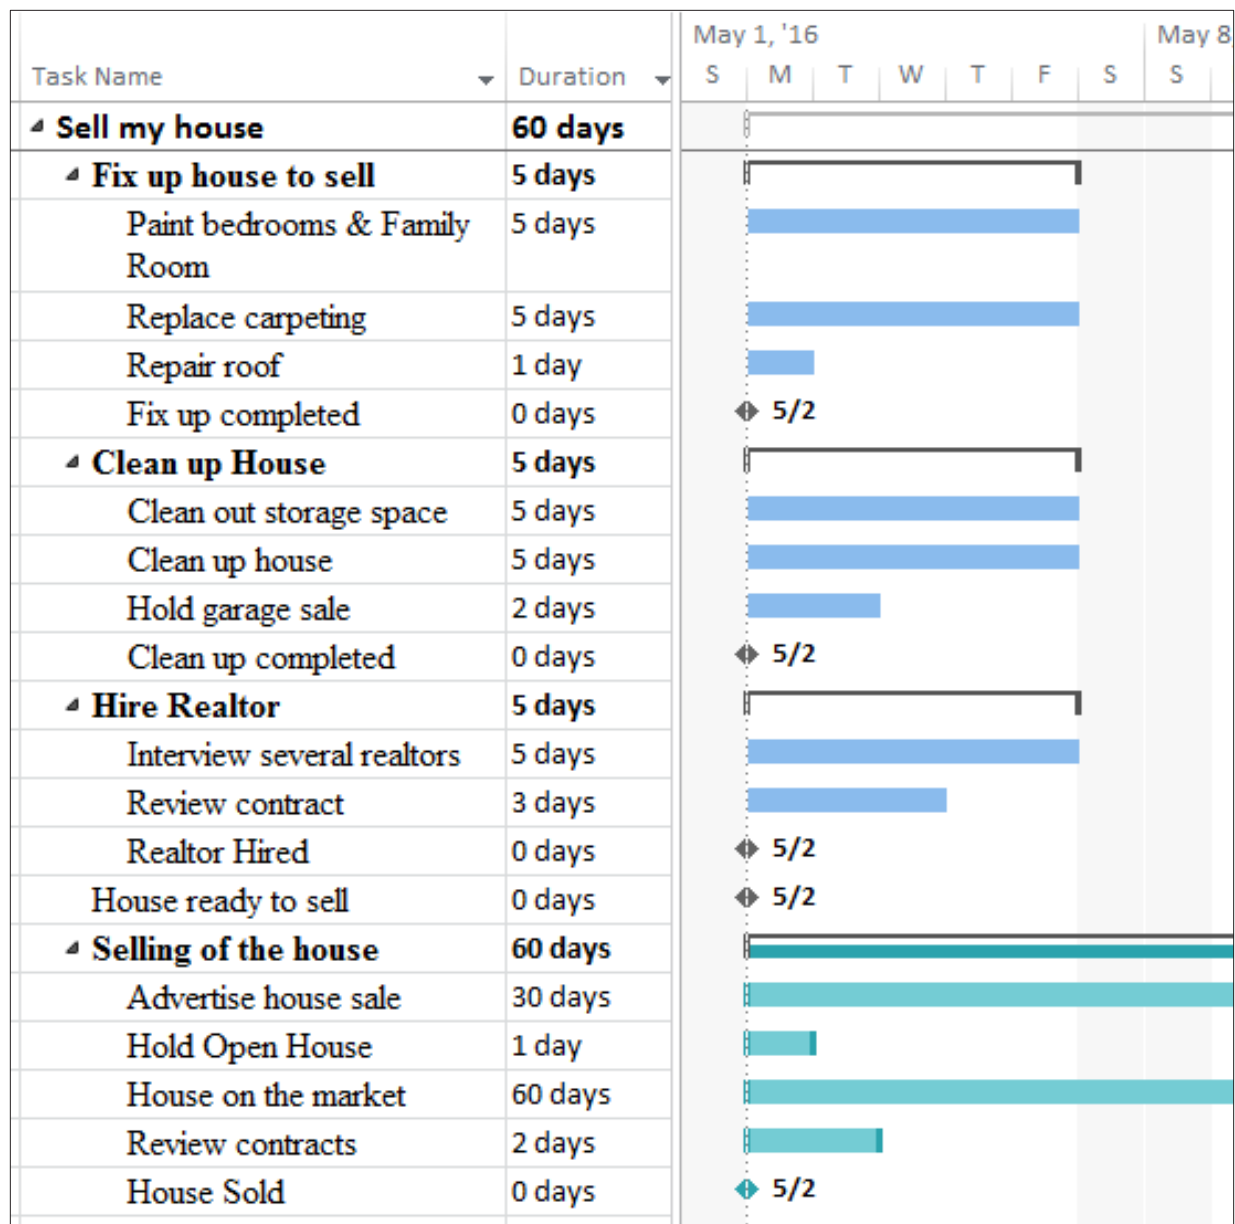 May 1, '16 May 8,
Task Name Duration S M T W T F S S
Sell my house 60 days
Fix up house to sell 5 days
Paint bedrooms & Family 5 days
Room
Replace carpeting 5 days
Repair roof 1 day
Fix up completed 0 days 5/2
Clean up House 5 days
Clean out storage space 5 days
Clean up house 5 days
Hold garage sale 2 days
Clean up completed 0 days 5/2
Hire Realtor 5 days
Interview several realtors 5 days
Review contract 3 days
Realtor Hired 0 days 5/2
House ready to sell 0 days 5/2
Selling of the house 60 days
Advertise house sale 30 days
Hold Open House 1 day
House on the market 60 days
Review contracts 2 days
House Sold 0 days 5/2